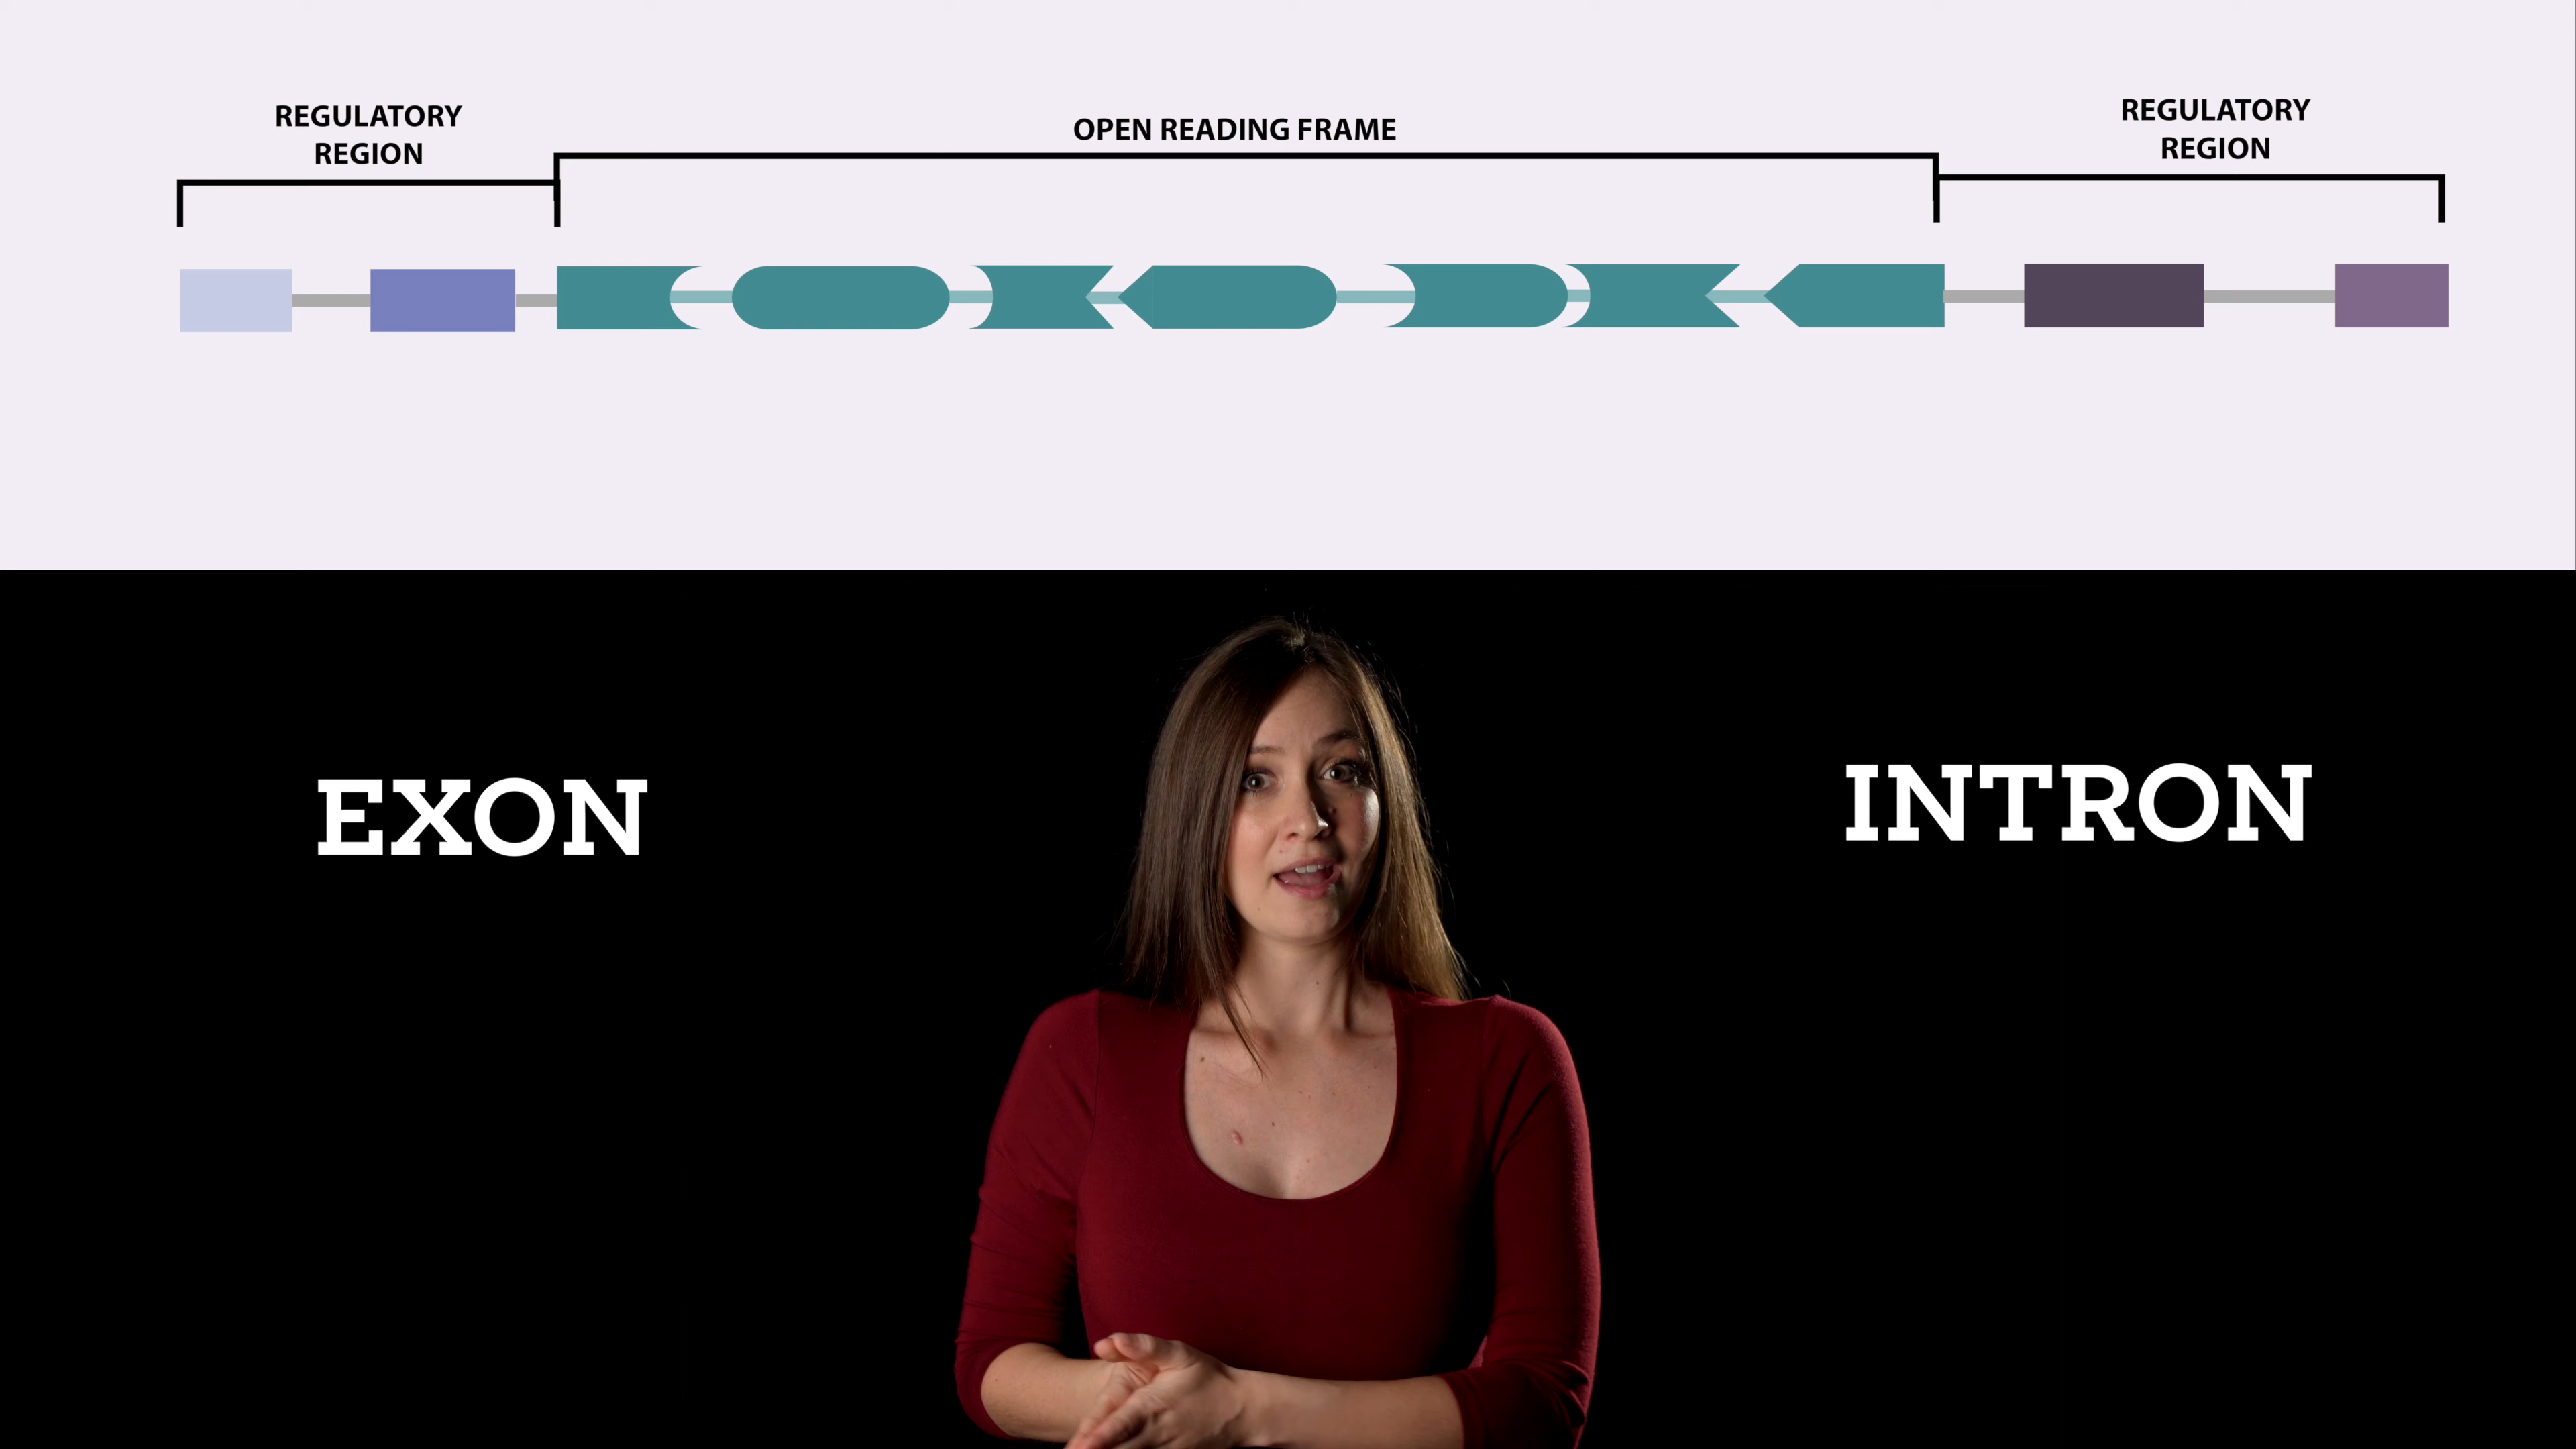 REGULATORY
REGION
OPEN READING FRAME
REGULATORY
REGION
EXON
INTRON